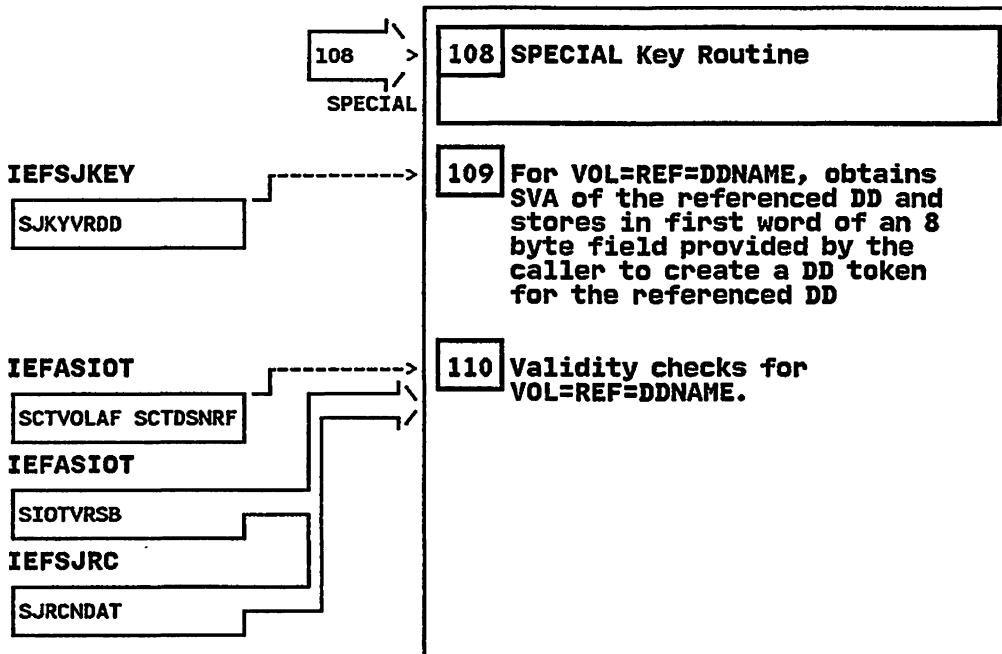 108
SPECIAL
108 SPECIAL Key Routine
IEFSJKEY
SJKYVRDD
109 For VOL=REF=DDNAME, obtains
SVA of the referenced DD and
stores in first word of an 8
byte field provided by the
caller to create a DD token
for the referenced DD
IEFASIOT
SCTVOLAF SCTDSNRF
110 Validity checks for
VOL=REF=DDNAME.
IEFASIOT
SIOTVRSB
IEFSJRC
SJRCNDAT